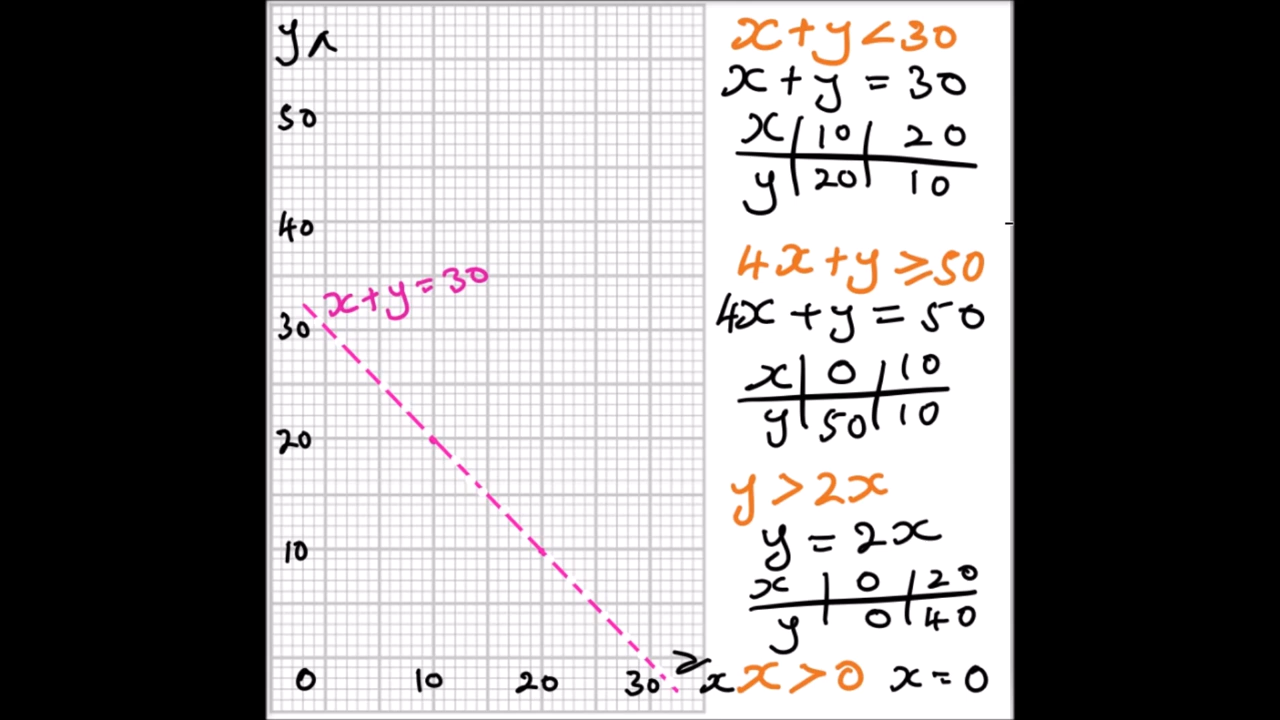 y
50
40
30
20
10
0 10 20 30 x
x+y=30
x+y<30
x+y=30
x 10 20
y 20 10
4x+y≥50
4x+y=50
x 0 10
y 50 10
y>2x
y=2x
x 0 20
y 0 40
x>0 x=0